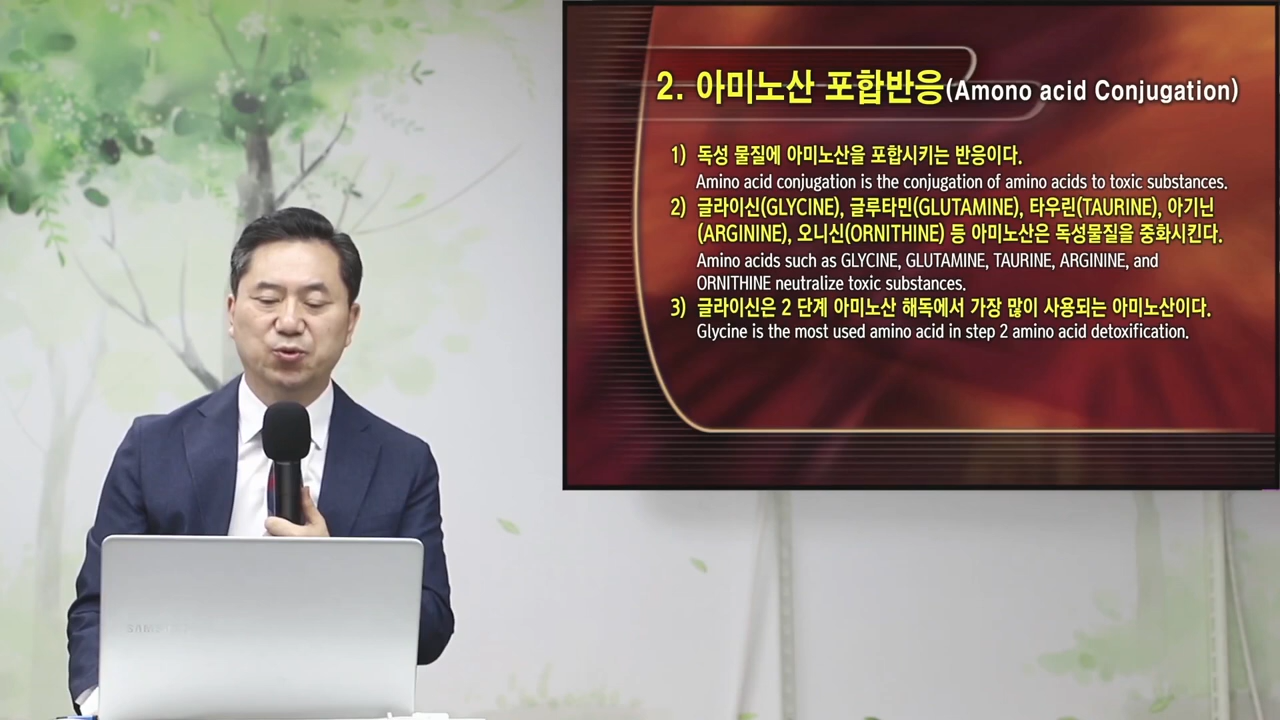 2. 아미노산 포합반응(Amono acid Conjugation)
1) 독성 물질에 아미노산을 포합시키는 반응이다.
Amino acid conjugation is the conjugation of amino acids to toxic substances.
2) 글라이신(GLYCINE), 글루타민(GLUTAMINE), 타우린(TAURINE), 아기닌
(ARGININE), 오니신(ORNITHINE) 등 아미노산은 독성물질을 중화시킨다.
Amino acids such as GLYCINE, GLUTAMINE, TAURINE, ARGININE, and
ORNITHINE neutralize toxic substances.
3) 글라이신은 2 단계 아미노산 해독에서 가장 많이 사용되는 아미노산이다.
Glycine is the most used amino acid in step 2 amino acid detoxification.